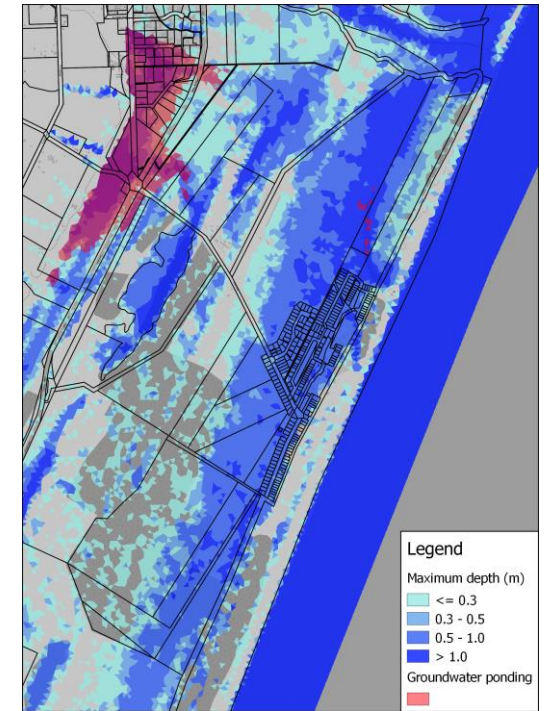 Legend
Maximum depth (m)
<= 0.3
0.3 - 0.5
0.5 - 1.0
> 1.0
Groundwater ponding